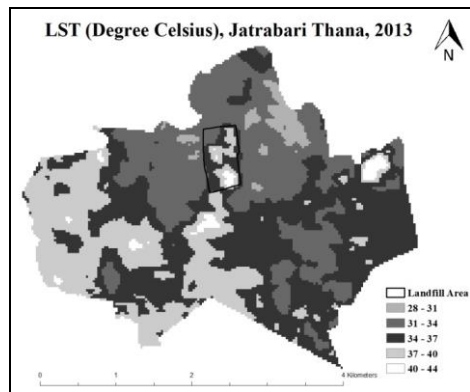 LST (Degree Celsius), Jatrabari Thana, 2013
N
Landfill Area
28 - 31
31 - 34
34 - 37
37 - 40
40 - 44
0 1 2 4 Kilometers